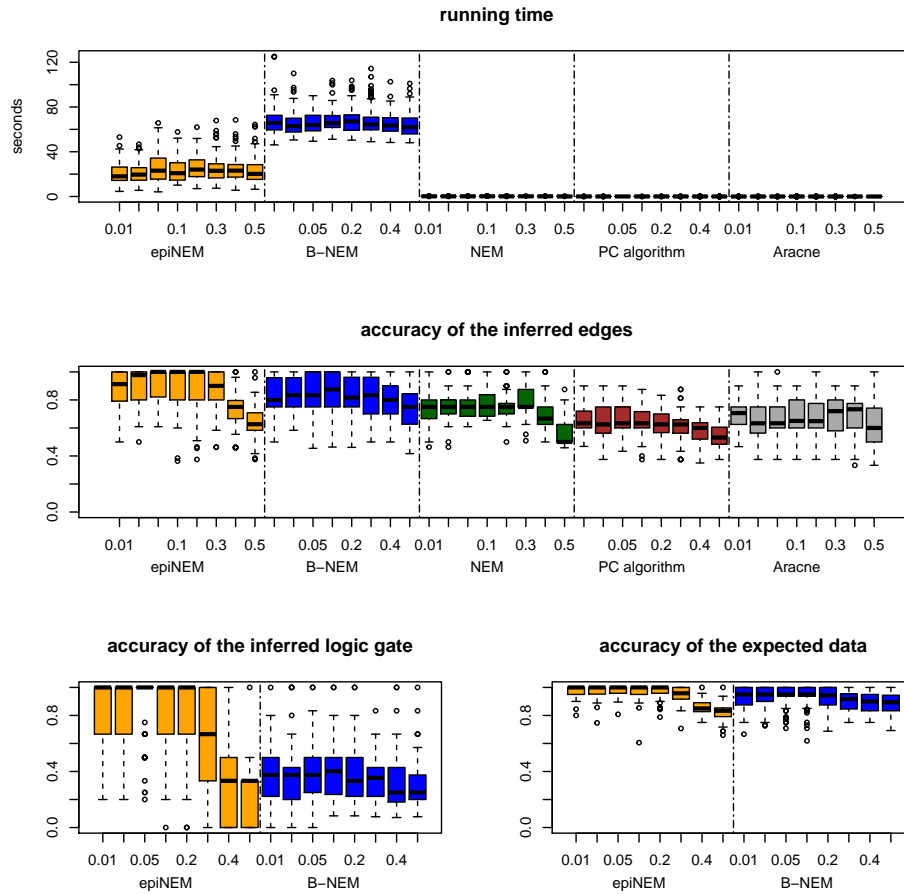 running time
seconds
120
80
40
0
0.01 0.1 0.3 0.5 0.05 0.2 0.4 0.01 0.1 0.3 0.05 0.2 0.4 0.01 0.1 0.3 0.5
epiNEM B−NEM NEM PC algorithm Aracne
accuracy of the inferred edges
0.8
0.4
0.0
0.01 0.1 0.3 0.5 0.05 0.2 0.4 0.01 0.1 0.3 0.05 0.2 0.4 0.01 0.1 0.3 0.5
epiNEM B−NEM NEM PC algorithm Aracne
accuracy of the inferred logic gate
0.8
0.4
0.0
0.01 0.05 0.2 0.4 0.01 0.05 0.2 0.4
epiNEM B−NEM
accuracy of the expected data
0.8
0.4
0.0
0.01 0.05 0.2 0.4 0.01 0.05 0.2 0.4
epiNEM B−NEM